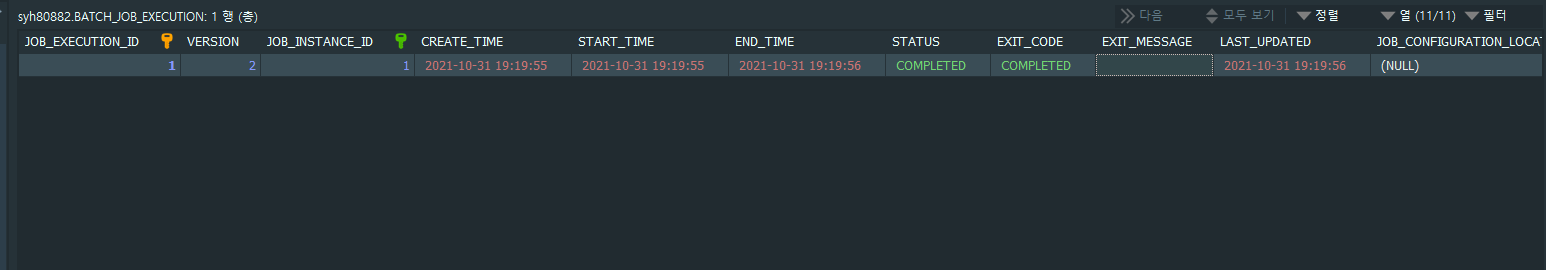 syh80882.BATCH_JOB_EXECUTION: 1 행 (총) 다음 모두 보기 정렬 열 (11/11) 필터
JOB_EXECUTION_ID VERSION JOB_INSTANCE_ID CREATE_TIME START_TIME END_TIME STATUS EXIT_CODE EXIT_MESSAGE LAST_UPDATED JOB_CONFIGURATION_LOCAT
1 2 1 2021-10-31 19:19:55 2021-10-31 19:19:55 2021-10-31 19:19:56 COMPLETED COMPLETED 2021-10-31 19:19:56 (NULL)